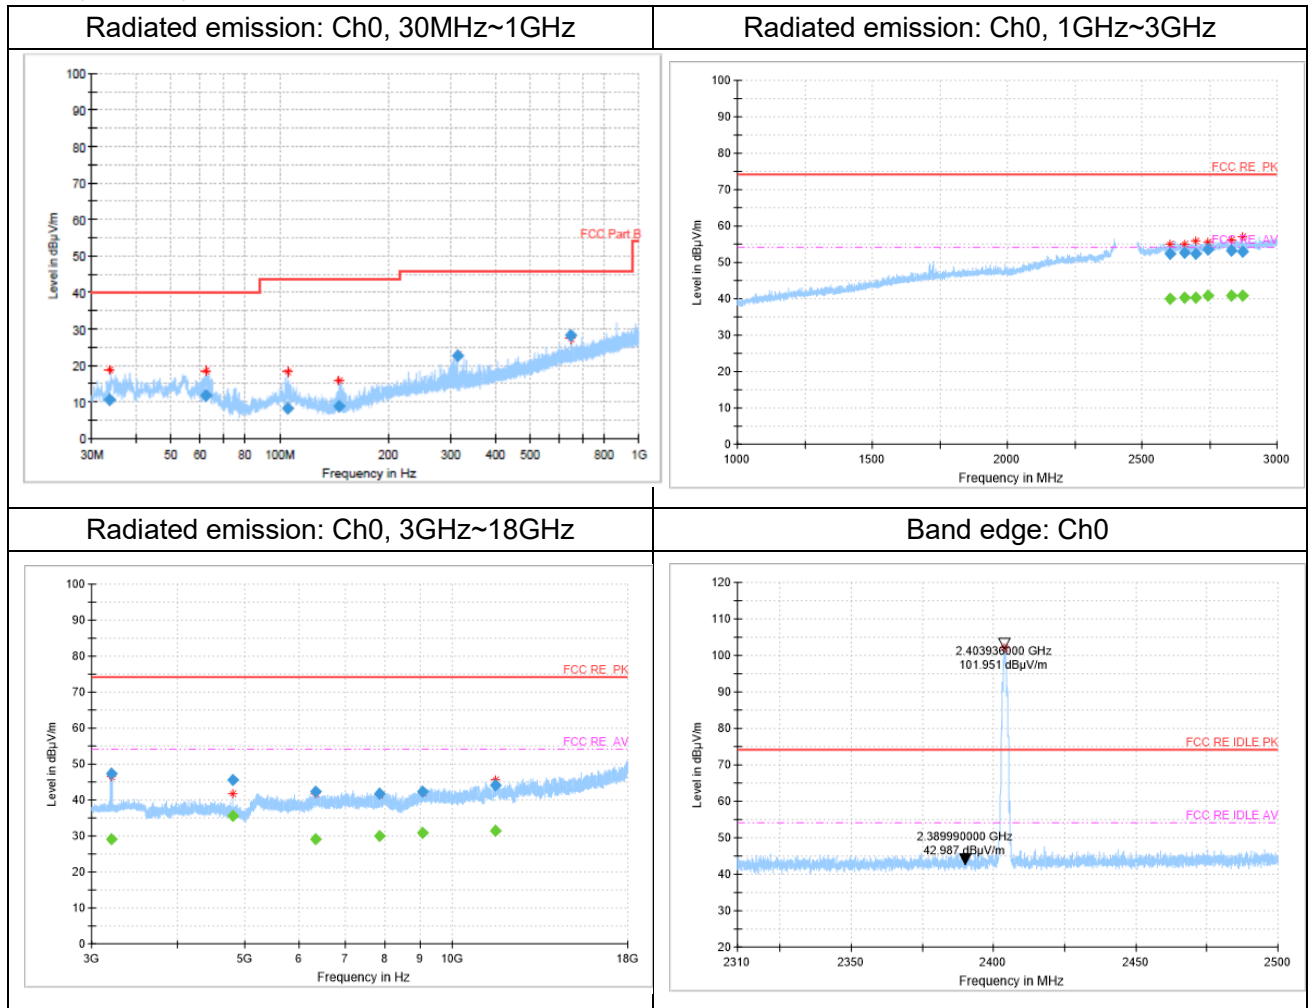 Radiated emission: Ch0, 30MHz~1GHz
Radiated emission: Ch0, 1GHz~3GHz
100
90
80
70
60
50
40
30
20
10
0
Level in dBµV/m
FCC Part B
30M 50 60 80 100M 200 300 400 500 800 1G
Frequency in Hz
100
90
80
70
60
50
40
30
20
10
0
Level in dBµV/m
FCC RE_PK
FCC RE_AV
1000 1500 2000 2500 3000
Frequency in MHz
Radiated emission: Ch0, 3GHz~18GHz
Band edge: Ch0
100
90
80
70
60
50
40
30
20
10
0
Level in dBµV/m
FCC RE_PK
FCC RE_AV
3G 5G 6 7 8 9 10G 18G
Frequency in Hz
120
110
100
90
80
70
60
50
40
30
20
Level in dBµV/m
2.403936000 GHz
101.951 dBµV/m
FCC RE IDLE PK
FCC RE IDLE AV
2.389990000 GHz
42.987 dBµV/m
2310 2350 2400 2450 2500
Frequency in MHz